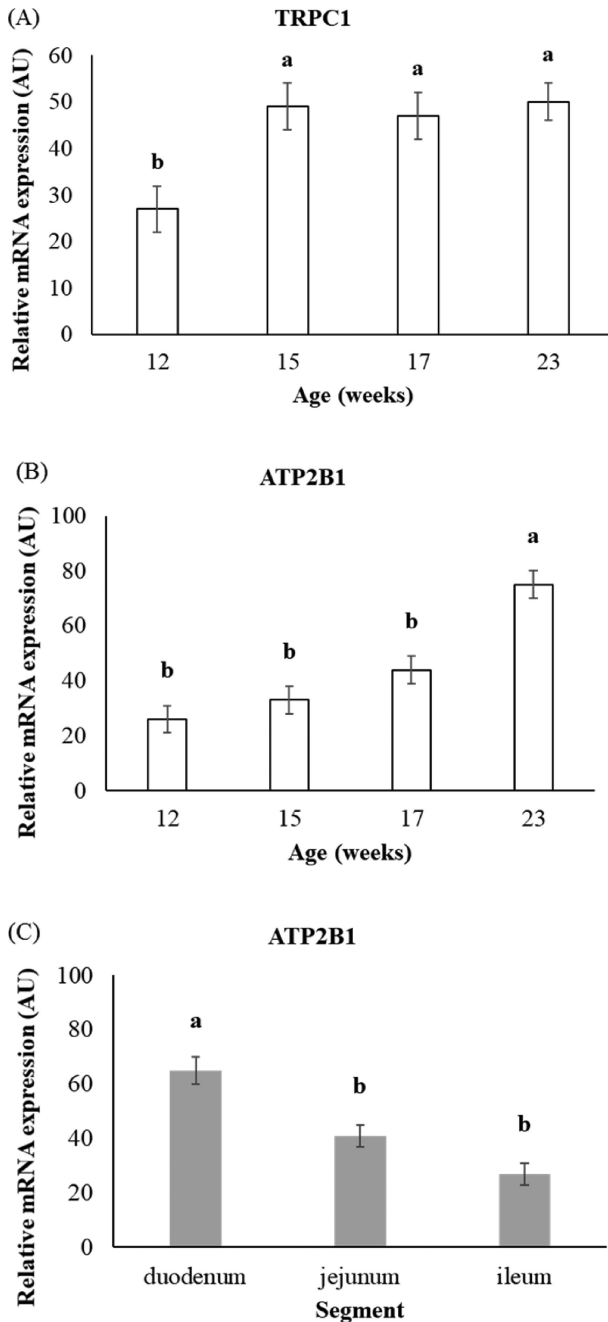 (A)
TRPC1
Relative mRNA expression (AU)
60
50
40
30
20
10
0
b
a
a
a
12 15 17 23
Age (weeks)
(B)
ATP2B1
Relative mRNA expression (AU)
100
80
60
40
20
0
b
b
b
a
12 15 17 23
Age (weeks)
(C)
ATP2B1
Relative mRNA expression (AU)
100
80
60
40
20
0
a
b
b
duodenum jejunum ileum
Segment